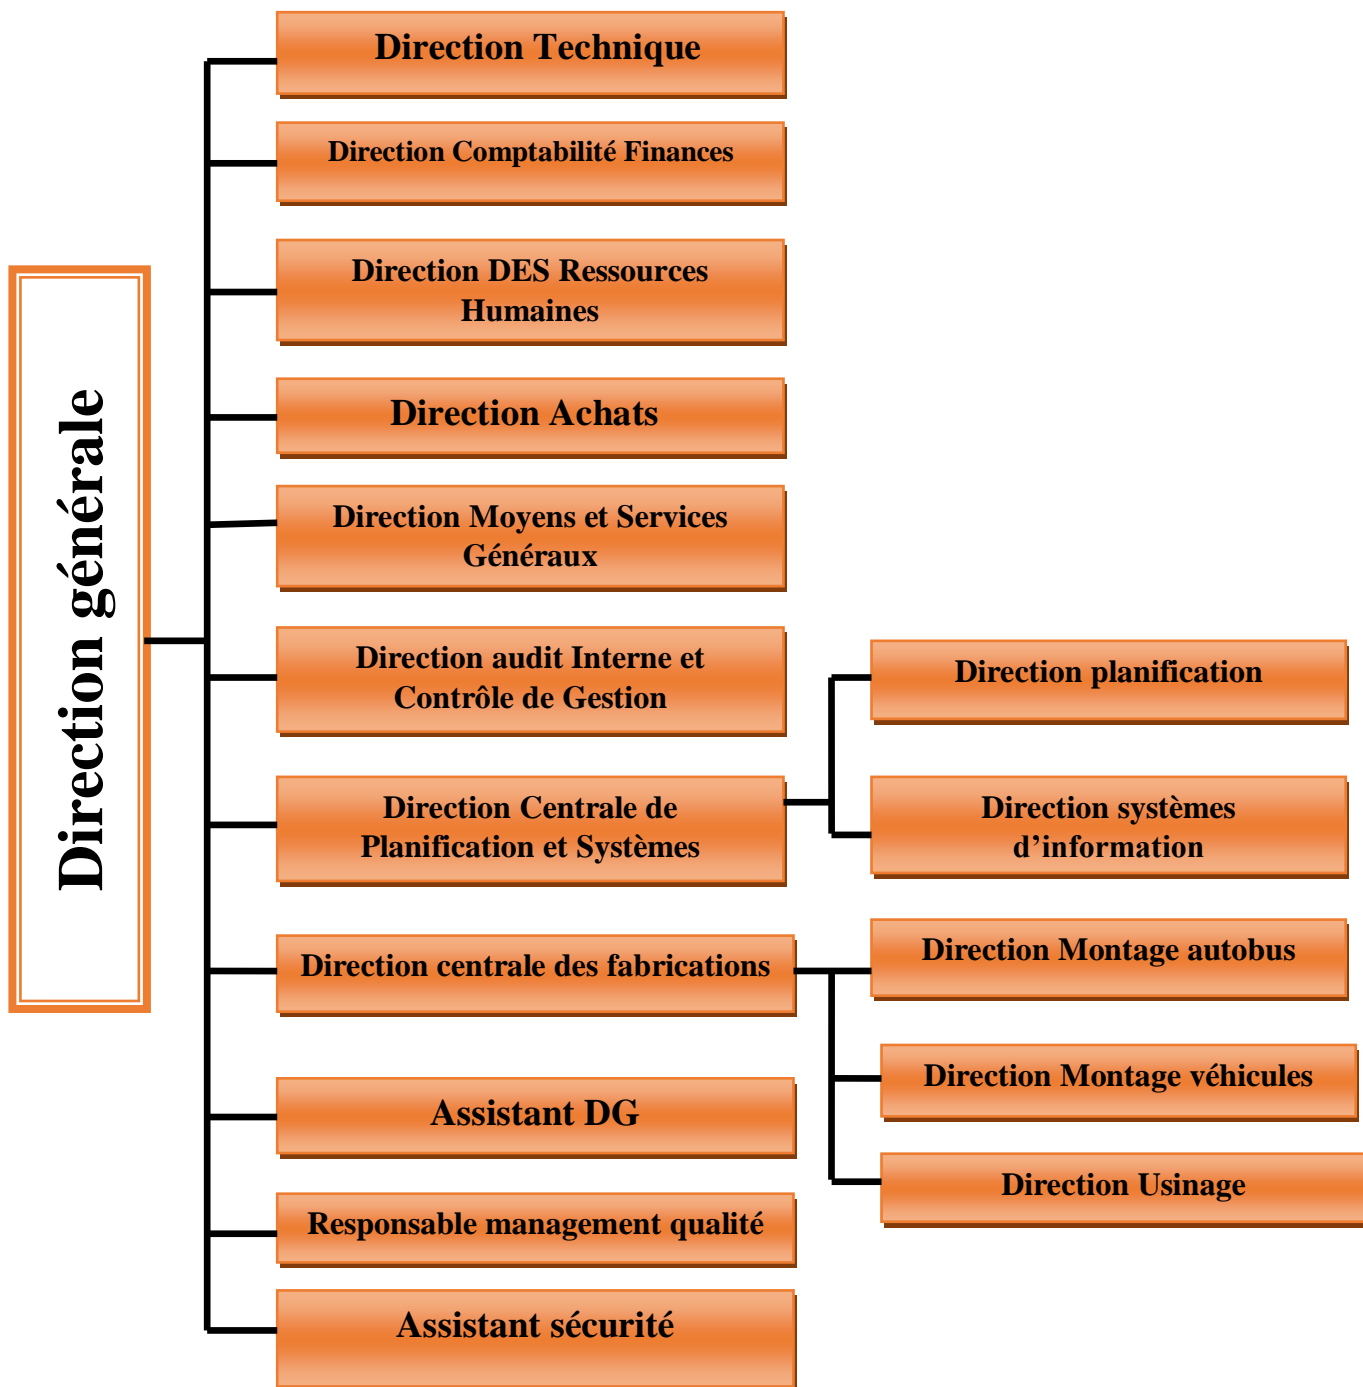 Direction générale
Direction Technique
Direction Comptabilité Finances
Direction DES Ressources
Humaines
Direction Achats
Direction Moyens et Services
Généraux
Direction audit Interne et
Contrôle de Gestion
Direction Centrale de
Planification et Systèmes
Direction planification
Direction systèmes
d’information
Direction centrale des fabrications
Direction Montage autobus
Direction Montage véhicules
Direction Usinage
Assistant DG
Responsable management qualité
Assistant sécurité